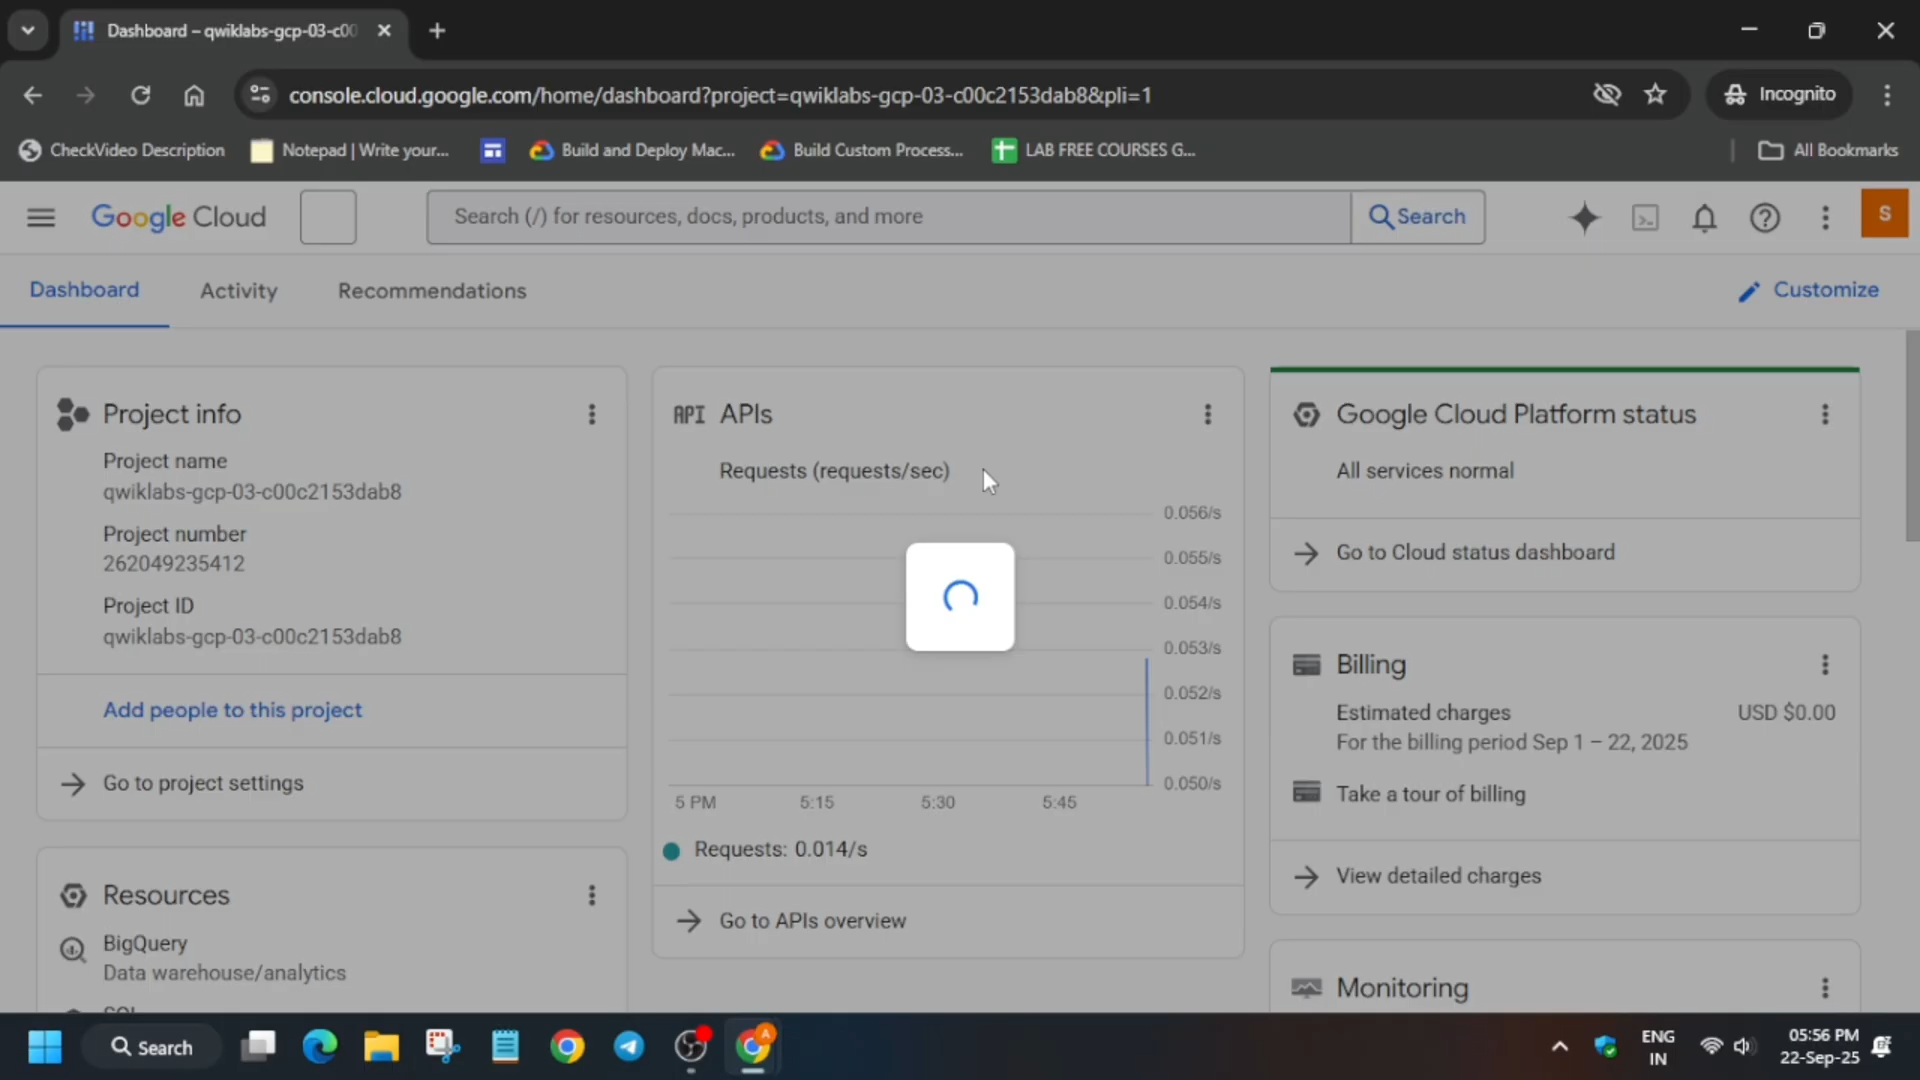 Dashboard – qwiklabs-gcp-03-c00
console.cloud.google.com/home/dashboard?project=qwiklabs-gcp-03-c00c2153dab8&pli=1
Incognito
CheckVideo Description
Notepad | Write your...
Build and Deploy Mac...
Build Custom Process...
LAB FREE COURSES G...
All Bookmarks
Google Cloud
Search (/) for resources, docs, products, and more
Search
S
Dashboard
Activity
Recommendations
Customize
Project info
Project name
qwiklabs-gcp-03-c00c2153dab8
Project number
262049235412
Project ID
qwiklabs-gcp-03-c00c2153dab8
Add people to this project
Go to project settings
Resources
BigQuery
Data warehouse/analytics
API APIs
Requests (requests/sec)
0.056/s
0.055/s
0.054/s
0.053/s
0.052/s
0.051/s
0.050/s
5 PM 5:15 5:30 5:45
Requests: 0.014/s
Go to APIs overview
Google Cloud Platform status
All services normal
Go to Cloud status dashboard
Billing
Estimated charges USD $0.00
For the billing period Sep 1 – 22, 2025
Take a tour of billing
View detailed charges
Monitoring
Search
A
ENG
IN
05:56 PM
22-Sep-25